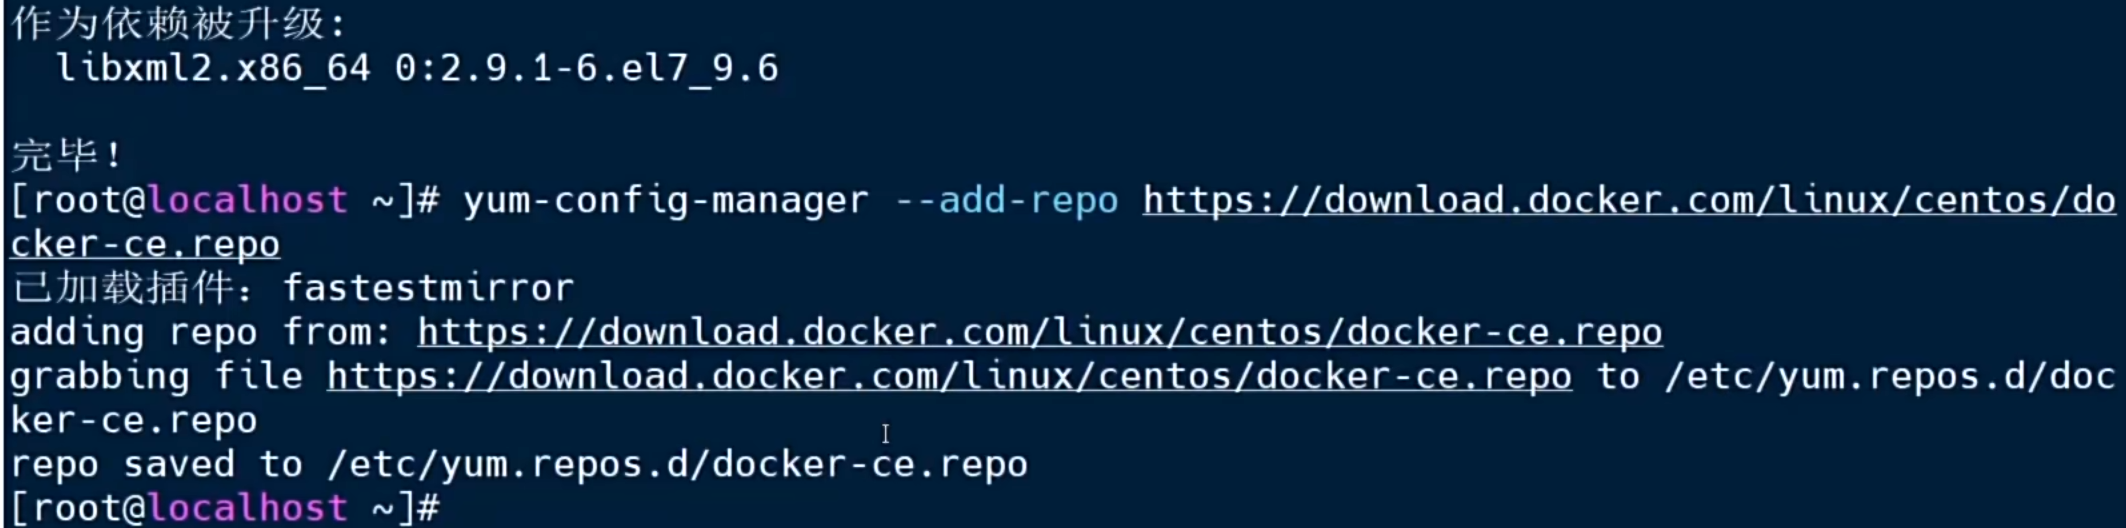 作为依赖被升级:
  libxml2.x86_64 0:2.9.1-6.el7_9.6
完毕!
[root@localhost ~]# yum-config-manager --add-repo https://download.docker.com/linux/centos/do
cker-ce.repo
已加载插件: fastestmirror
adding repo from: https://download.docker.com/linux/centos/docker-ce.repo
grabbing file https://download.docker.com/linux/centos/docker-ce.repo to /etc/yum.repos.d/doc
ker-ce.repo
repo saved to /etc/yum.repos.d/docker-ce.repo
[root@localhost ~]#